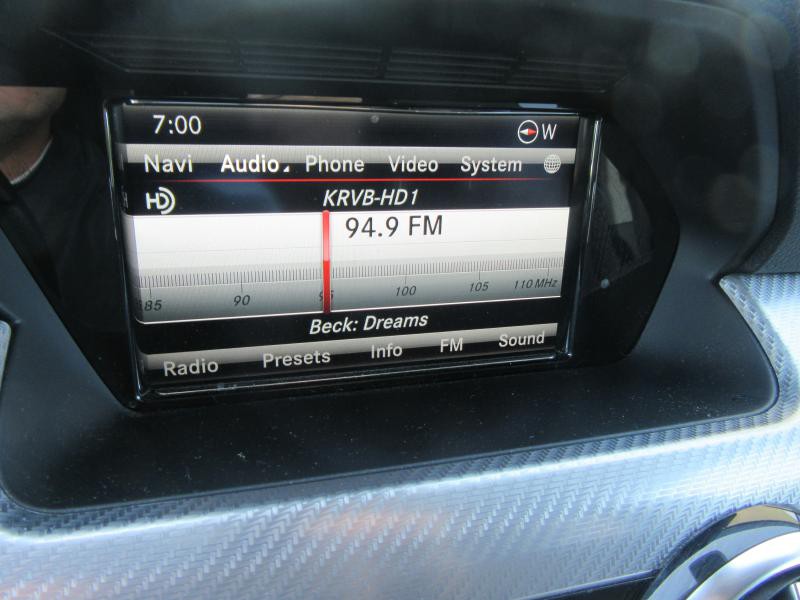 7:00 W
Navi Audio Phone Video System
HD KRVB-HD1
94.9 FM
85 90 95 100 105 110 MHz
Beck: Dreams
Radio Presets Info FM Sound